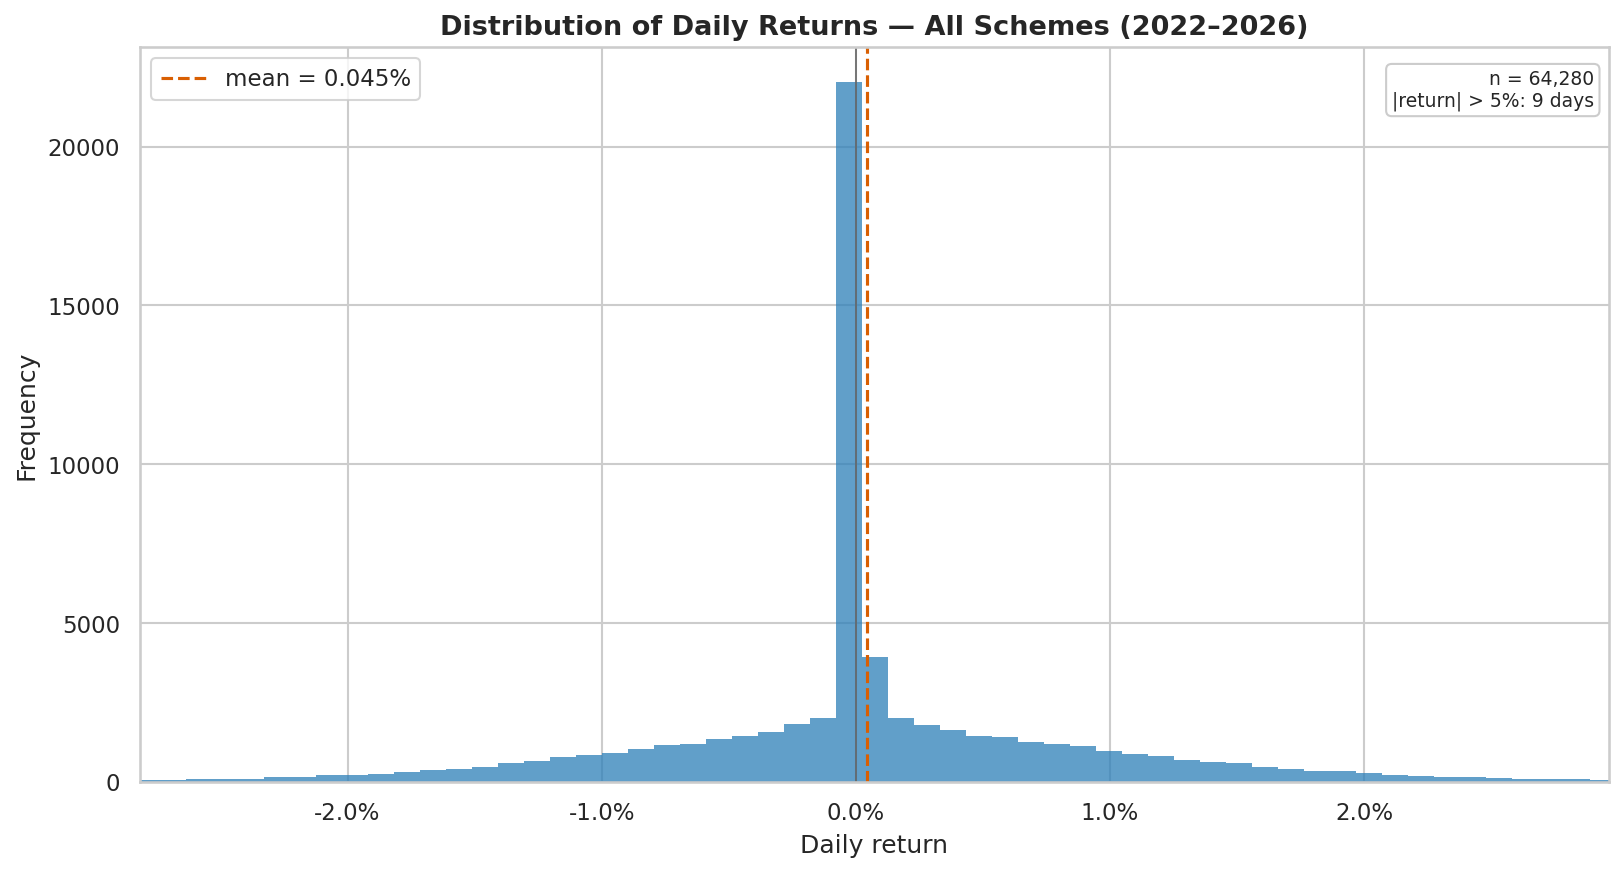 Distribution of Daily Returns — All Schemes (2022–2026)
mean = 0.045%
n = 64,280
|return| > 5%: 9 days
Frequency
20000
15000
10000
5000
0
-2.0%
-1.0%
0.0%
1.0%
2.0%
Daily return